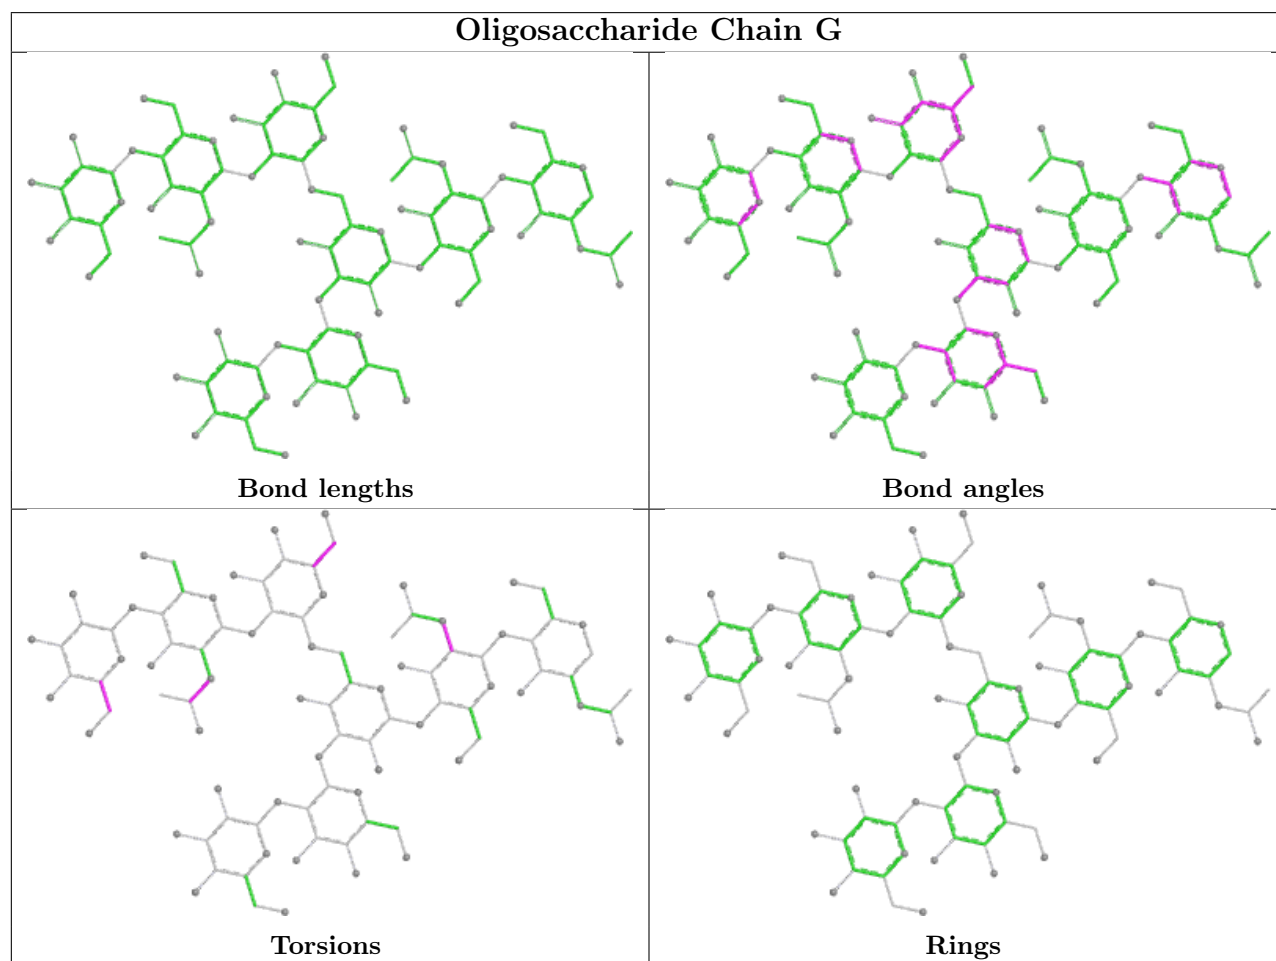 Oligosaccharide Chain G
Bond lengths
Bond angles
Torsions
Rings